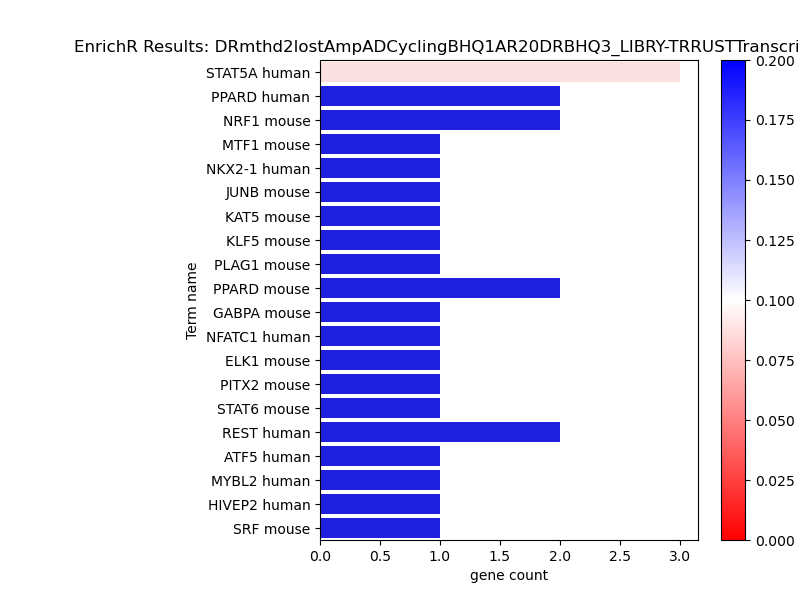 EnrichR Results: DRmthd2lostAmpADCyclingBHQ1AR20DRBHQ3_LIBRY-TRRUSTTranscri
STAT5A human
PPARD human
NRF1 mouse
MTF1 mouse
NKX2-1 human
JUNB mouse
KAT5 mouse
KLF5 mouse
PLAG1 mouse
PPARD mouse
GABPA mouse
NFATC1 human
ELK1 mouse
PITX2 mouse
STAT6 mouse
REST human
ATF5 mouse
MYBL2 human
HIVEP2 human
SRF mouse
Term name
0.0 0.5 1.0 1.5 2.0 2.5 3.0
gene count
0.200
0.175
0.150
0.125
0.100
0.075
0.050
0.025
0.000